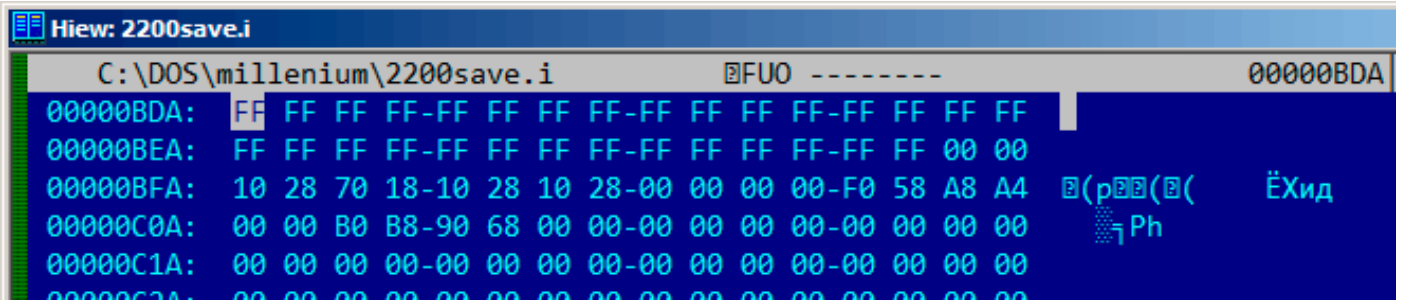 Hiew: 2200save.i
C:\DOS\millenium\2200save.i FUO -------- 00000BDA
00000BDA: FF FF FF FF-FF FF FF FF-FF FF FF FF-FF FF FF FF
00000BEA: FF FF FF FF-FF FF FF FF-FF FF FF FF-FF FF 00 00
00000BFA: 10 28 70 18-10 28 10 28-00 00 00 00-F0 58 A8 A4 (p(( ЁXид
00000C0A: 00 00 B0 B8-90 68 00 00-00 00 00 00-00 00 00 00 ░╕Рh
00000C1A: 00 00 00 00-00 00 00 00-00 00 00 00-00 00 00 00